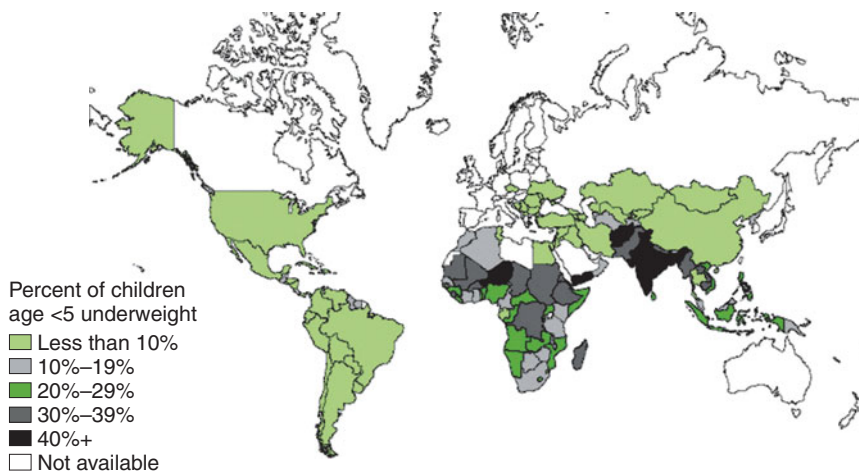 Percent of children
age <5 underweight
Less than 10%
10%–19%
20%–29%
30%–39%
40%+
Not available